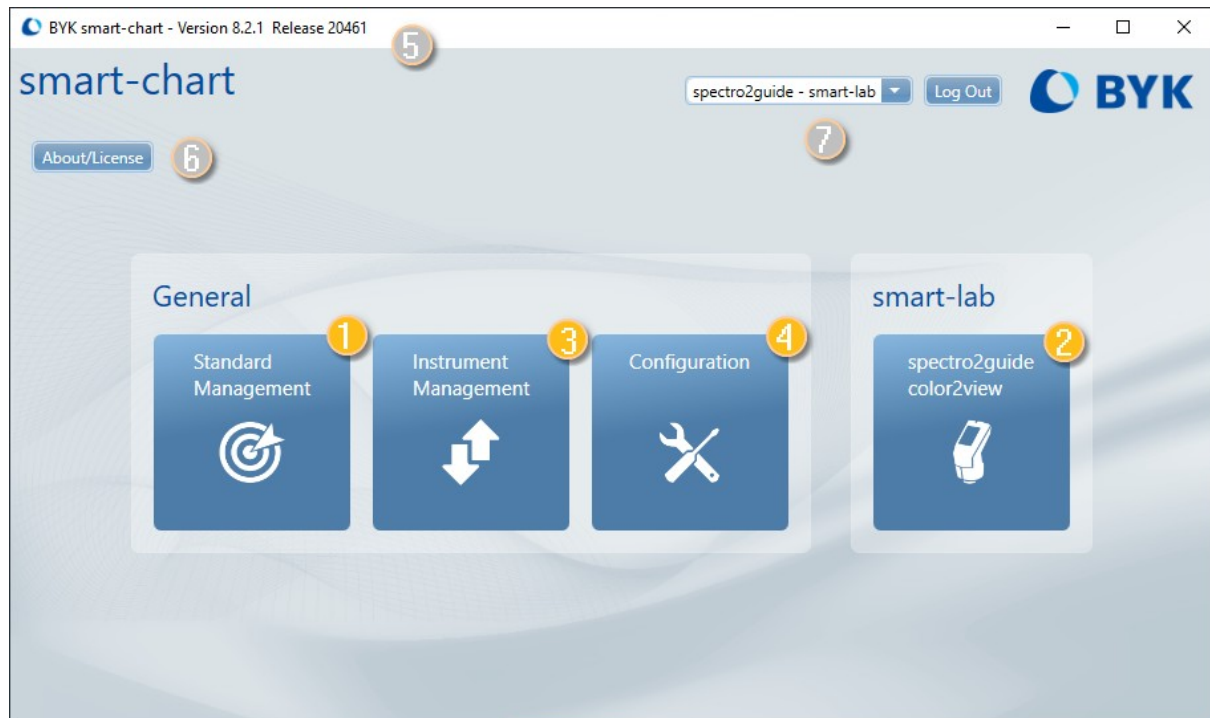 BYK smart-chart - Version 8.2.1 Release 20461
5
smart-chart
spectro2guide - smart-lab
Log Out
BYK
7
About/License
6
General
smart-lab
1
3
4
2
Standard
Management
Instrument
Management
Configuration
spectro2guide
color2view